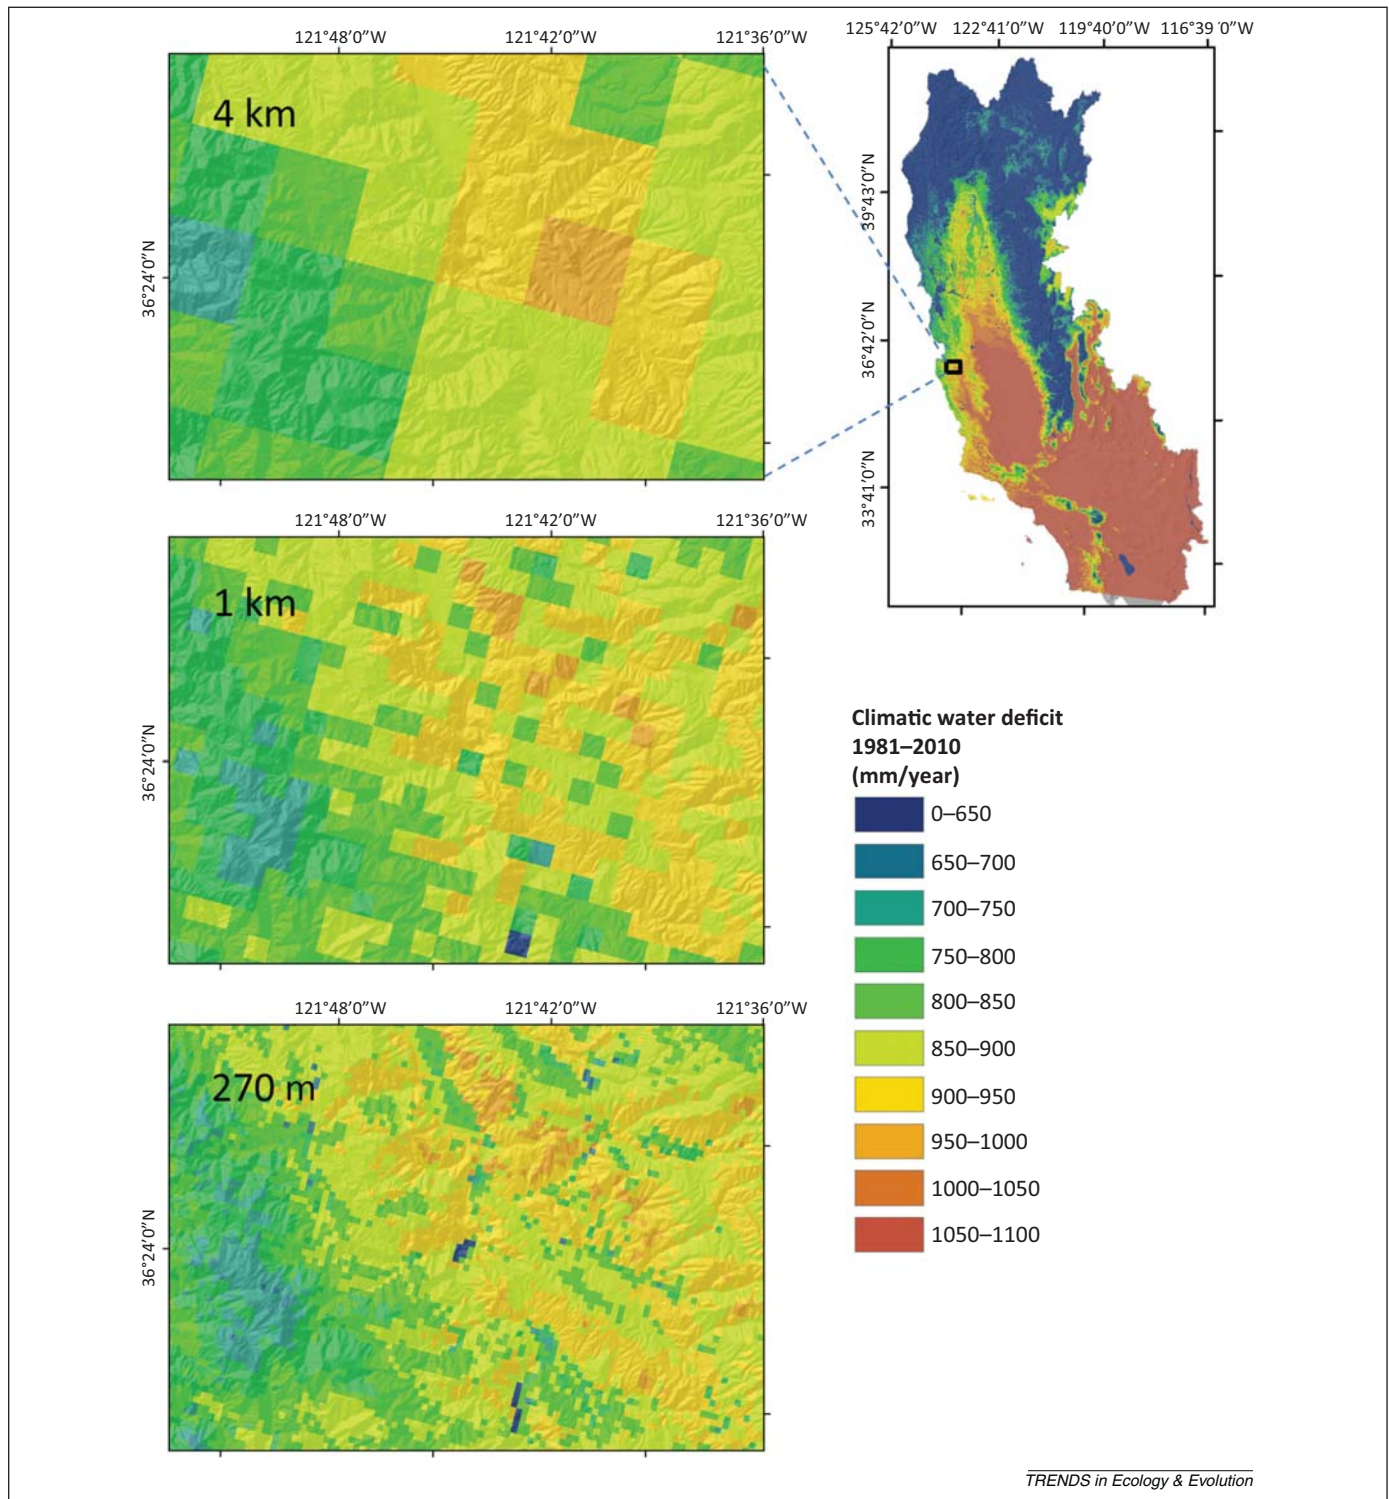 121°48'0"W 121°42'0"W 121°36'0"W
4 km
36°24'0"N
125°42'0"W 122°41'0"W 119°40'0"W 116°39'0"W
39°43'0"N
36°42'0"N
33°41'0"N
121°48'0"W 121°42'0"W 121°36'0"W
1 km
36°24'0"N
121°48'0"W 121°42'0"W 121°36'0"W
270 m
36°24'0"N
Climatic water deficit
1981–2010
(mm/year)
0–650
650–700
700–750
750–800
800–850
850–900
900–950
950–1000
1000–1050
1050–1100
TRENDS in Ecology & Evolution